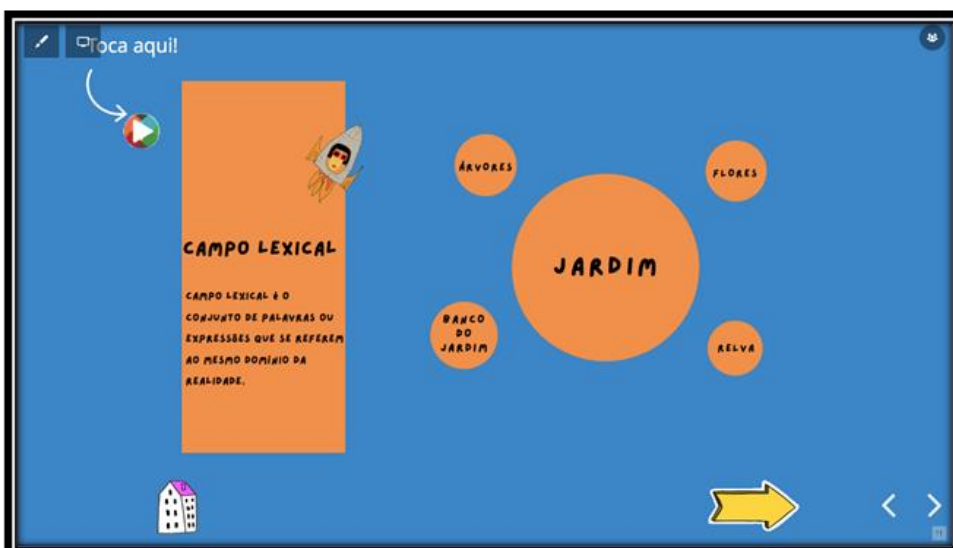 Toca aqui!
CAMPO LEXICAL
CAMPO LEXICAL É O
CONJUNTO DE PALAVRAS OU
EXPRESSÕES QUE SE REFEREM
AO MESMO DOMÍNIO DA
REALIDADE.
ÁRVORES
FLORES
JARDIM
BANCO
DO
JARDIM
RELVA